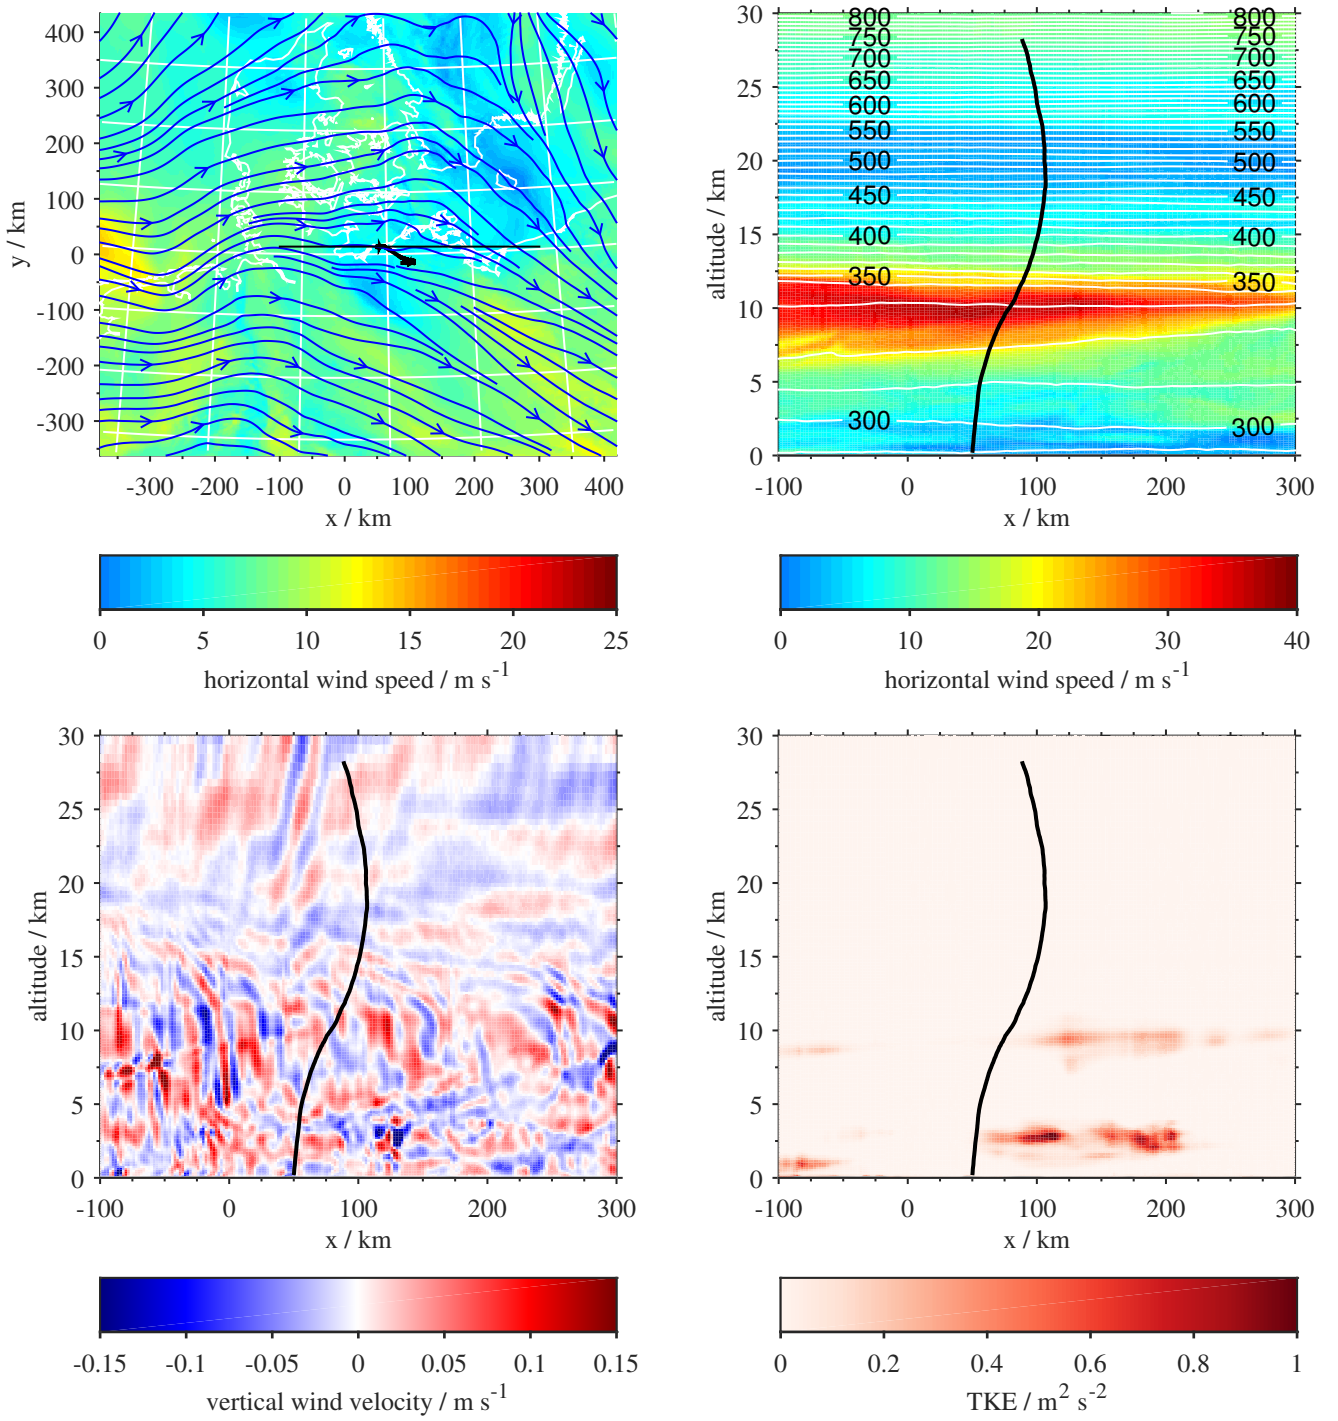 400
300
200
100
0
-100
-200
-300
y / km
-300 -200 -100 0 100 200 300 400
x / km
0 5 10 15 20 25
horizontal wind speed / m s-1
30
25
20
15
10
5
0
altitude / km
800 800
750 750
700 700
650 650
600 600
550 550
500 500
450 450
400 400
350 350
300 300
-100 0 100 200 300
x / km
0 10 20 30 40
horizontal wind speed / m s-1
30
25
20
15
10
5
0
altitude / km
-100 0 100 200 300
x / km
-0.15 -0.1 -0.05 0 0.05 0.1 0.15
vertical wind velocity / m s-1
30
25
20
15
10
5
0
altitude / km
-100 0 100 200 300
x / km
0 0.2 0.4 0.6 0.8 1
TKE / m2 s-2